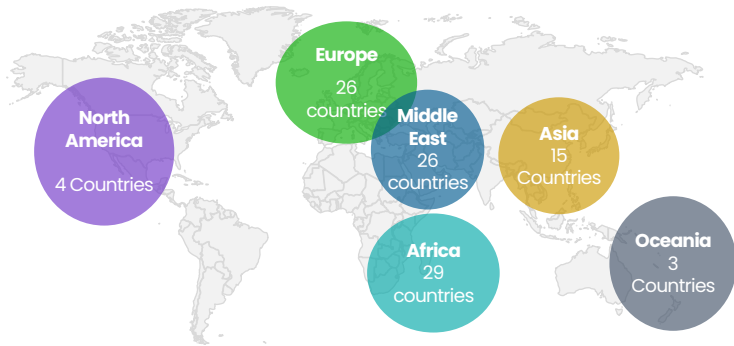 Europe
26
countries
North
America
4 Countries
Middle
East
26
countries
Asia
15
Countries
Africa
29
countries
Oceania
3
Countries